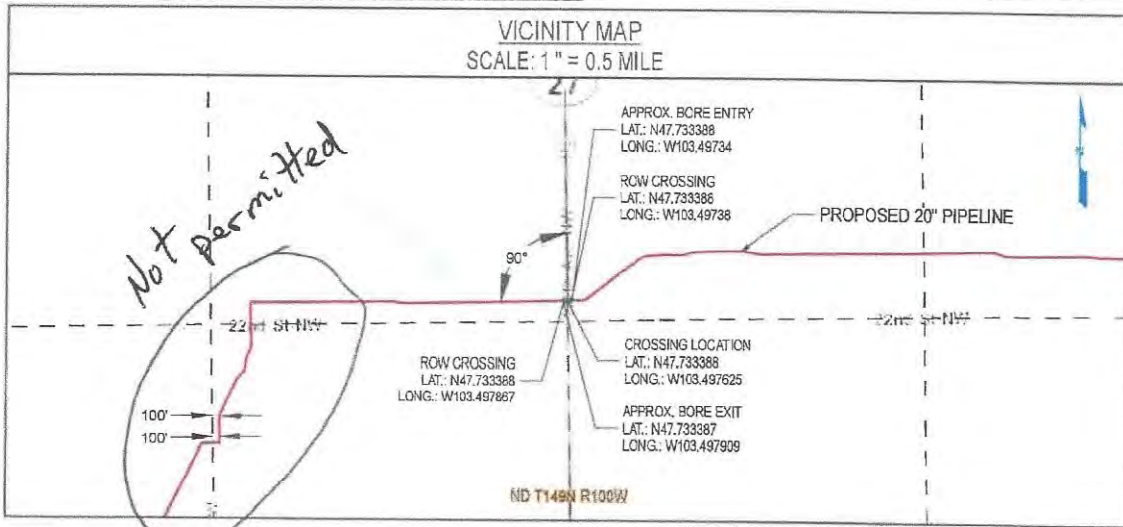 VICINITY MAP
SCALE: 1" = 0.5 MILE
27
APPROX. BORE ENTRY
LAT.: N47.733388
LONG.: W103.49734
ROW CROSSING
LAT.: N47.733386
LONG.: W103.49738
PROPOSED 20" PIPELINE
90°
Not permitted
22nd St NW
22nd St NW
ROW CROSSING
LAT.: N47.733388
LONG.: W103.497867
CROSSING LOCATION
LAT.: N47.733388
LONG.: W103.497625
100'
100'
APPROX. BORE EXIT
LAT.: N47.733387
LONG.: W103.497909
ND T149N R100W